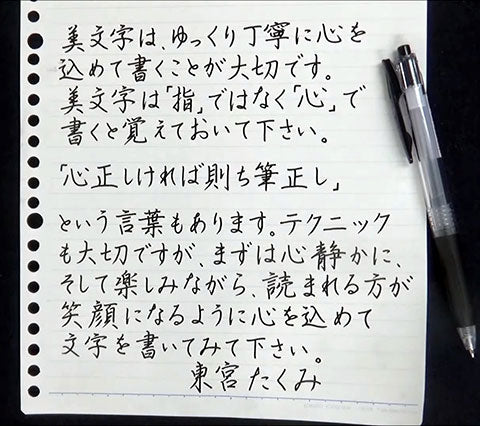 美文字は、ゆっくり丁寧に心を
込めて書くことが大切です。
美文字は「指」ではなく「心」で
書くと覚えておいて下さい。
「心正しければ則ち筆正し」
という言葉もあります。テクニック
も大切ですが、まずは心静かに、
そして楽しみながら、読まれる方が
笑顔になるように心を込めて
文字を書いてみて下さい。
東宮たくみ